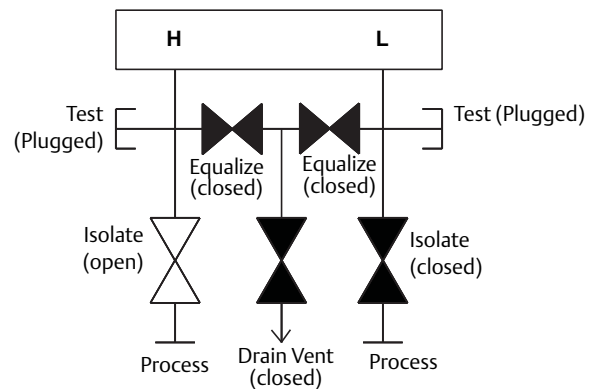 H
L
Test
(Plugged)
Test (Plugged)
Equalize
(closed)
Equalize
(closed)
Isolate
(open)
Isolate
(closed)
Process
Drain Vent
(closed)
Process